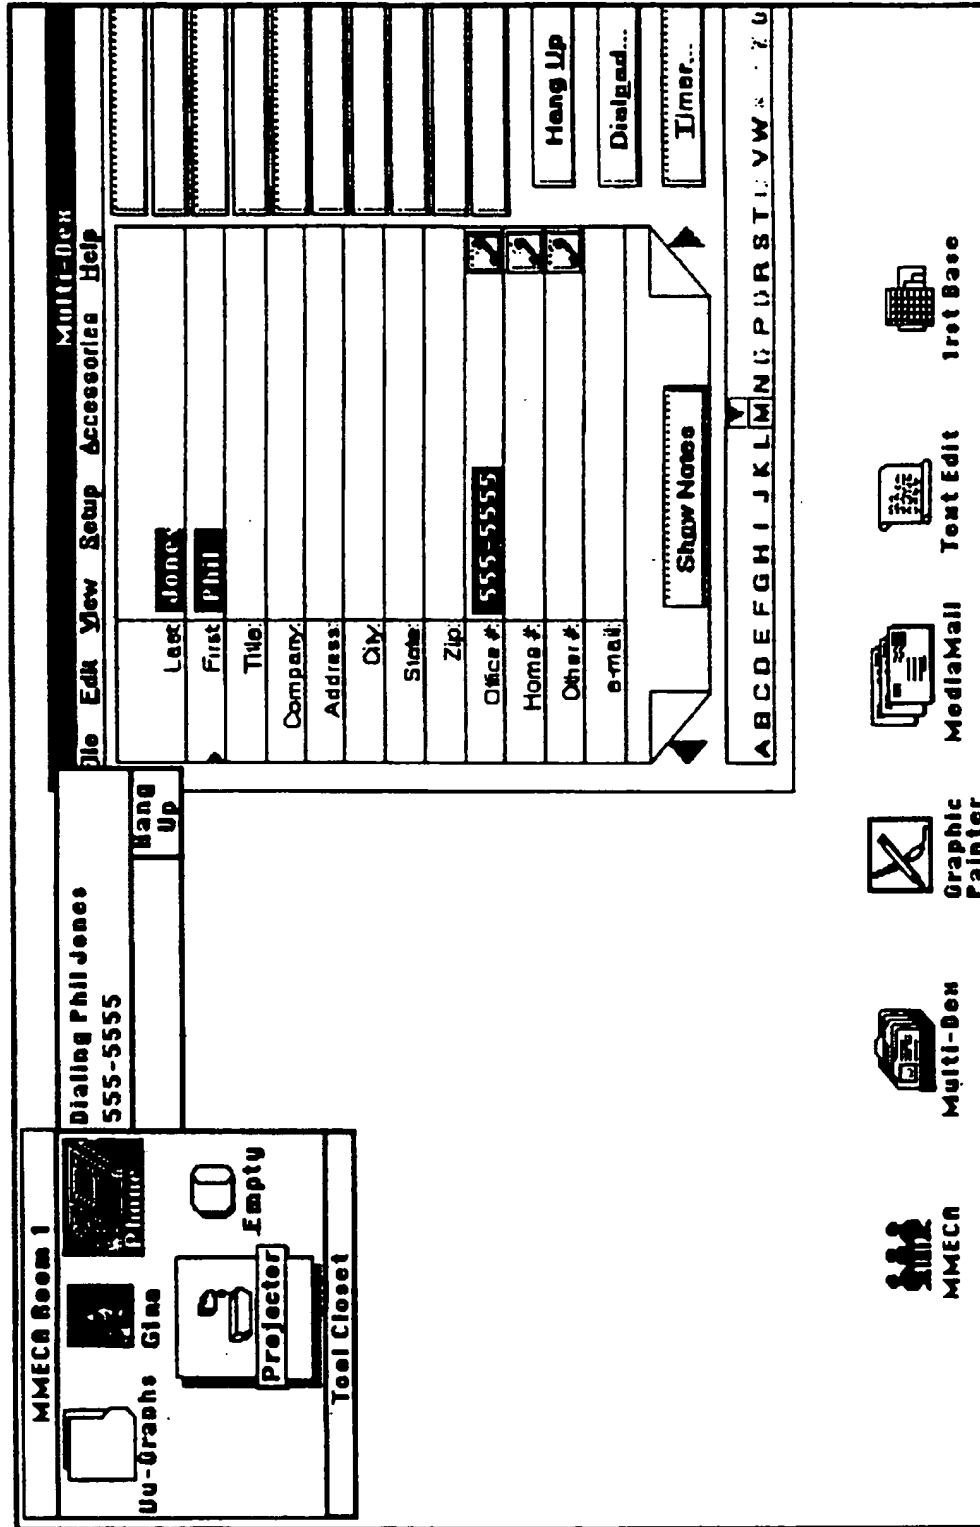 MMECA Room 1
Vu-Graphs
Gina
Phone
Projector
Empty
Tool Closet
Dialing Phil Jones
555-5555
Hang
Up
Multi-Dex
File Edit View Setup Accessories Help
Last: Jones
First Phil
Title:
Company:
Address:
City:
State:
Zip:
Office #: 555-5555
Home #:
Other #:
e-mail:
Show Notes
Hang Up
Dialpad...
Timer...
A B C D E F G H I J K L M N O P R S T V W
MMECA
Multi-Dex
Graphic
Painter
MediaMail
Text Edit
1rst Base